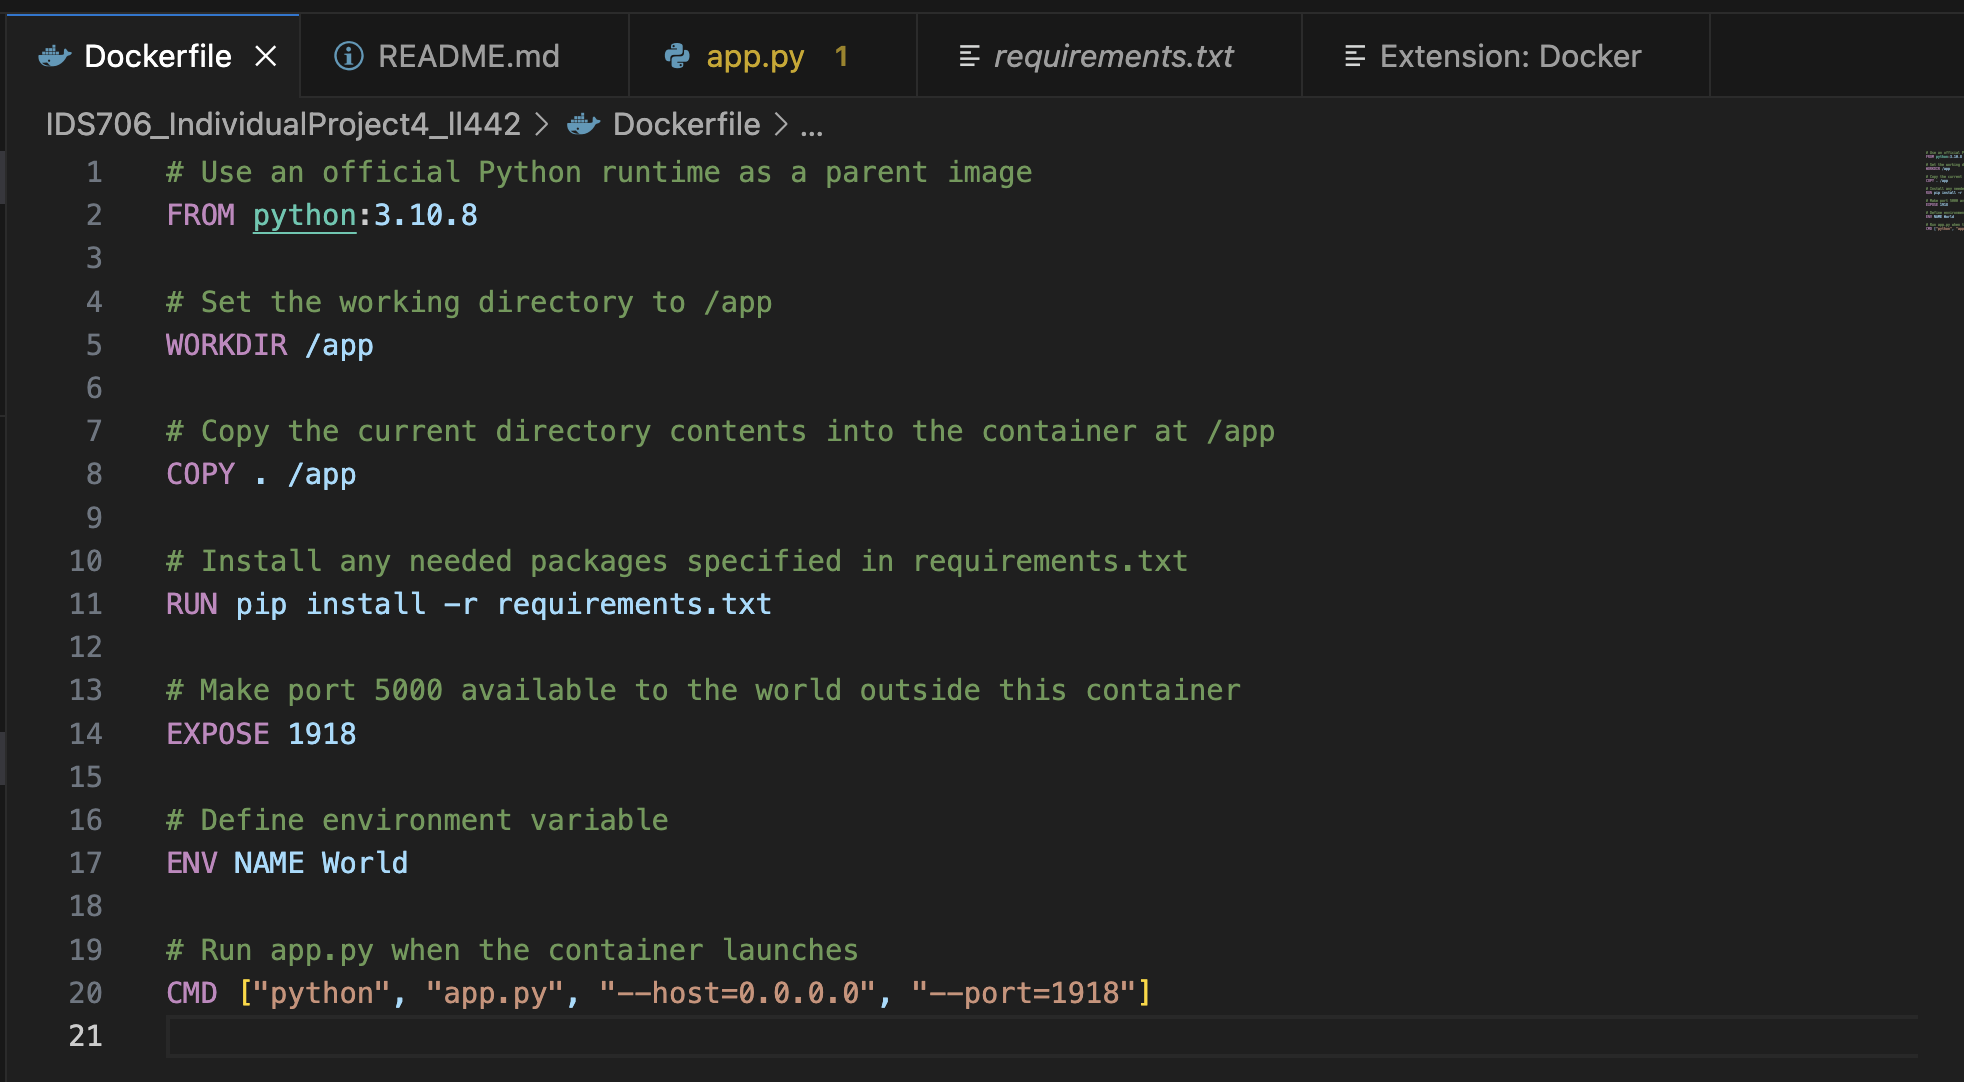 Dockerfile README.md app.py 1 requirements.txt Extension: Docker
IDS706_IndividualProject4_ll442 > Dockerfile > ...
1 # Use an official Python runtime as a parent image
2 FROM python:3.10.8
3
4 # Set the working directory to /app
5 WORKDIR /app
6
7 # Copy the current directory contents into the container at /app
8 COPY . /app
9
10 # Install any needed packages specified in requirements.txt
11 RUN pip install -r requirements.txt
12
13 # Make port 5000 available to the world outside this container
14 EXPOSE 1918
15
16 # Define environment variable
17 ENV NAME World
18
19 # Run app.py when the container launches
20 CMD ["python", "app.py", "--host=0.0.0.0", "--port=1918"]
21